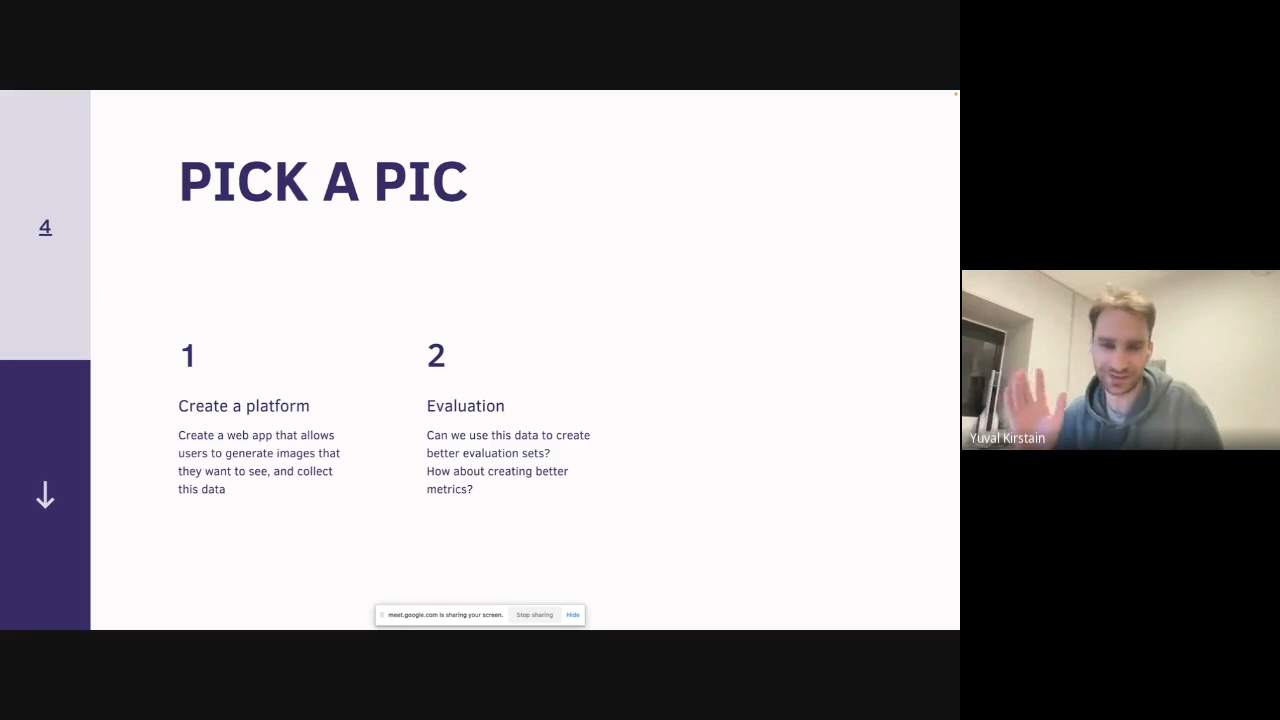 PICK A PIC
4
1
Create a platform
Create a web app that allows
users to generate images that
they want to see, and collect
this data
2
Evaluation
Can we use this data to create
better evaluation sets?
How about creating better
metrics?
meet.google.com is sharing your screen. Stop sharing Hide
Yuval Kirstain